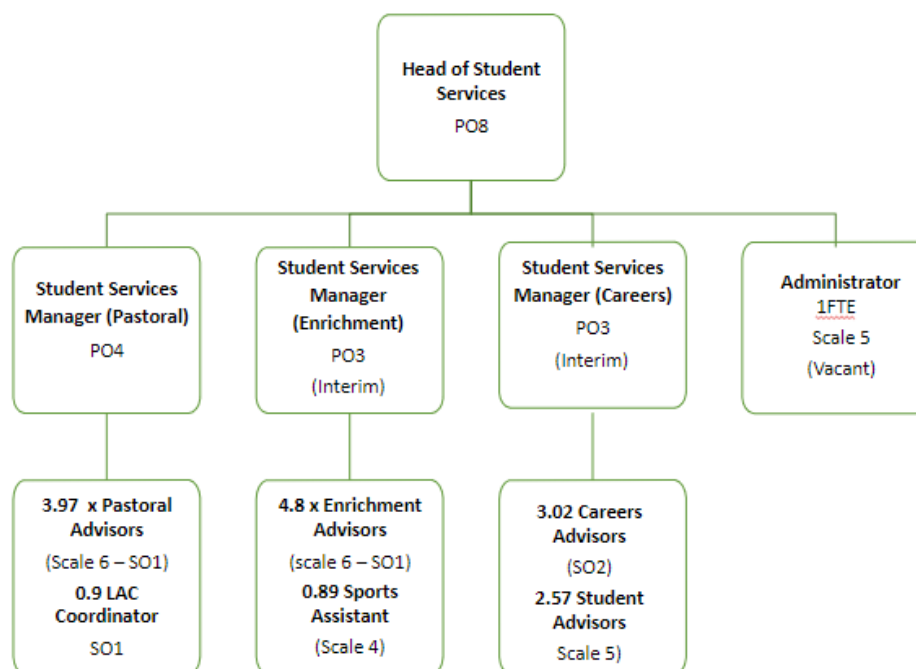 Head of Student
Services
PO8
Student Services
Manager (Pastoral)
PO4
Student Services
Manager
(Enrichment)
PO3
(Interim)
Student Services
Manager (Careers)
PO3
(Interim)
Administrator
1FTE
Scale 5
(Vacant)
3.97 x Pastoral
Advisors
(Scale 6 – SO1)
0.9 LAC
Coordinator
SO1
4.8 x Enrichment
Advisors
(scale 6 – SO1)
0.89 Sports
Assistant
(Scale 4)
3.02 Careers
Advisors
(SO2)
2.57 Student
Advisors
Scale 5)